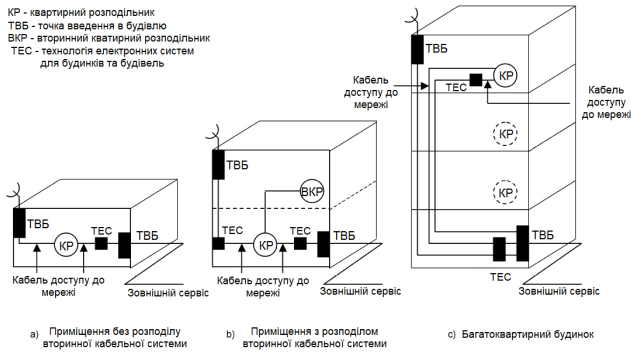 КР - квартирний розподільник
ТВБ - точка введення в будівлю
ВКР - вторинний кватирний розподільник
ТЕС - технологія електронних систем
для будинків та будівель
ТВБ
КР
ТЕС
ТВБ
Кабель доступу до
мережі
Зовнішній сервіс
a) Приміщення без розподілу
вторинної кабельної системи
ТВБ
ВКР
ТЕС
КР
ТЕС
ТВБ
Кабель доступу до
мережі
Зовнішній сервіс
b) Приміщення з розподілом
вторинної кабельної системи
ТВБ
КР
ТЕС
Кабель
доступу до
мережі
Кабель
доступу
до мережі
КР
КР
ТВБ
ТЕС
Зовнішній сервіс
c) Багатоквартирний будинок